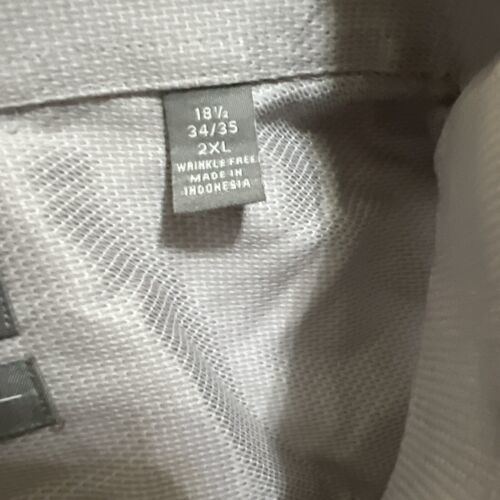 18½
34/35
2XL
WRINKLE FREE
MADE IN
INDONESIA